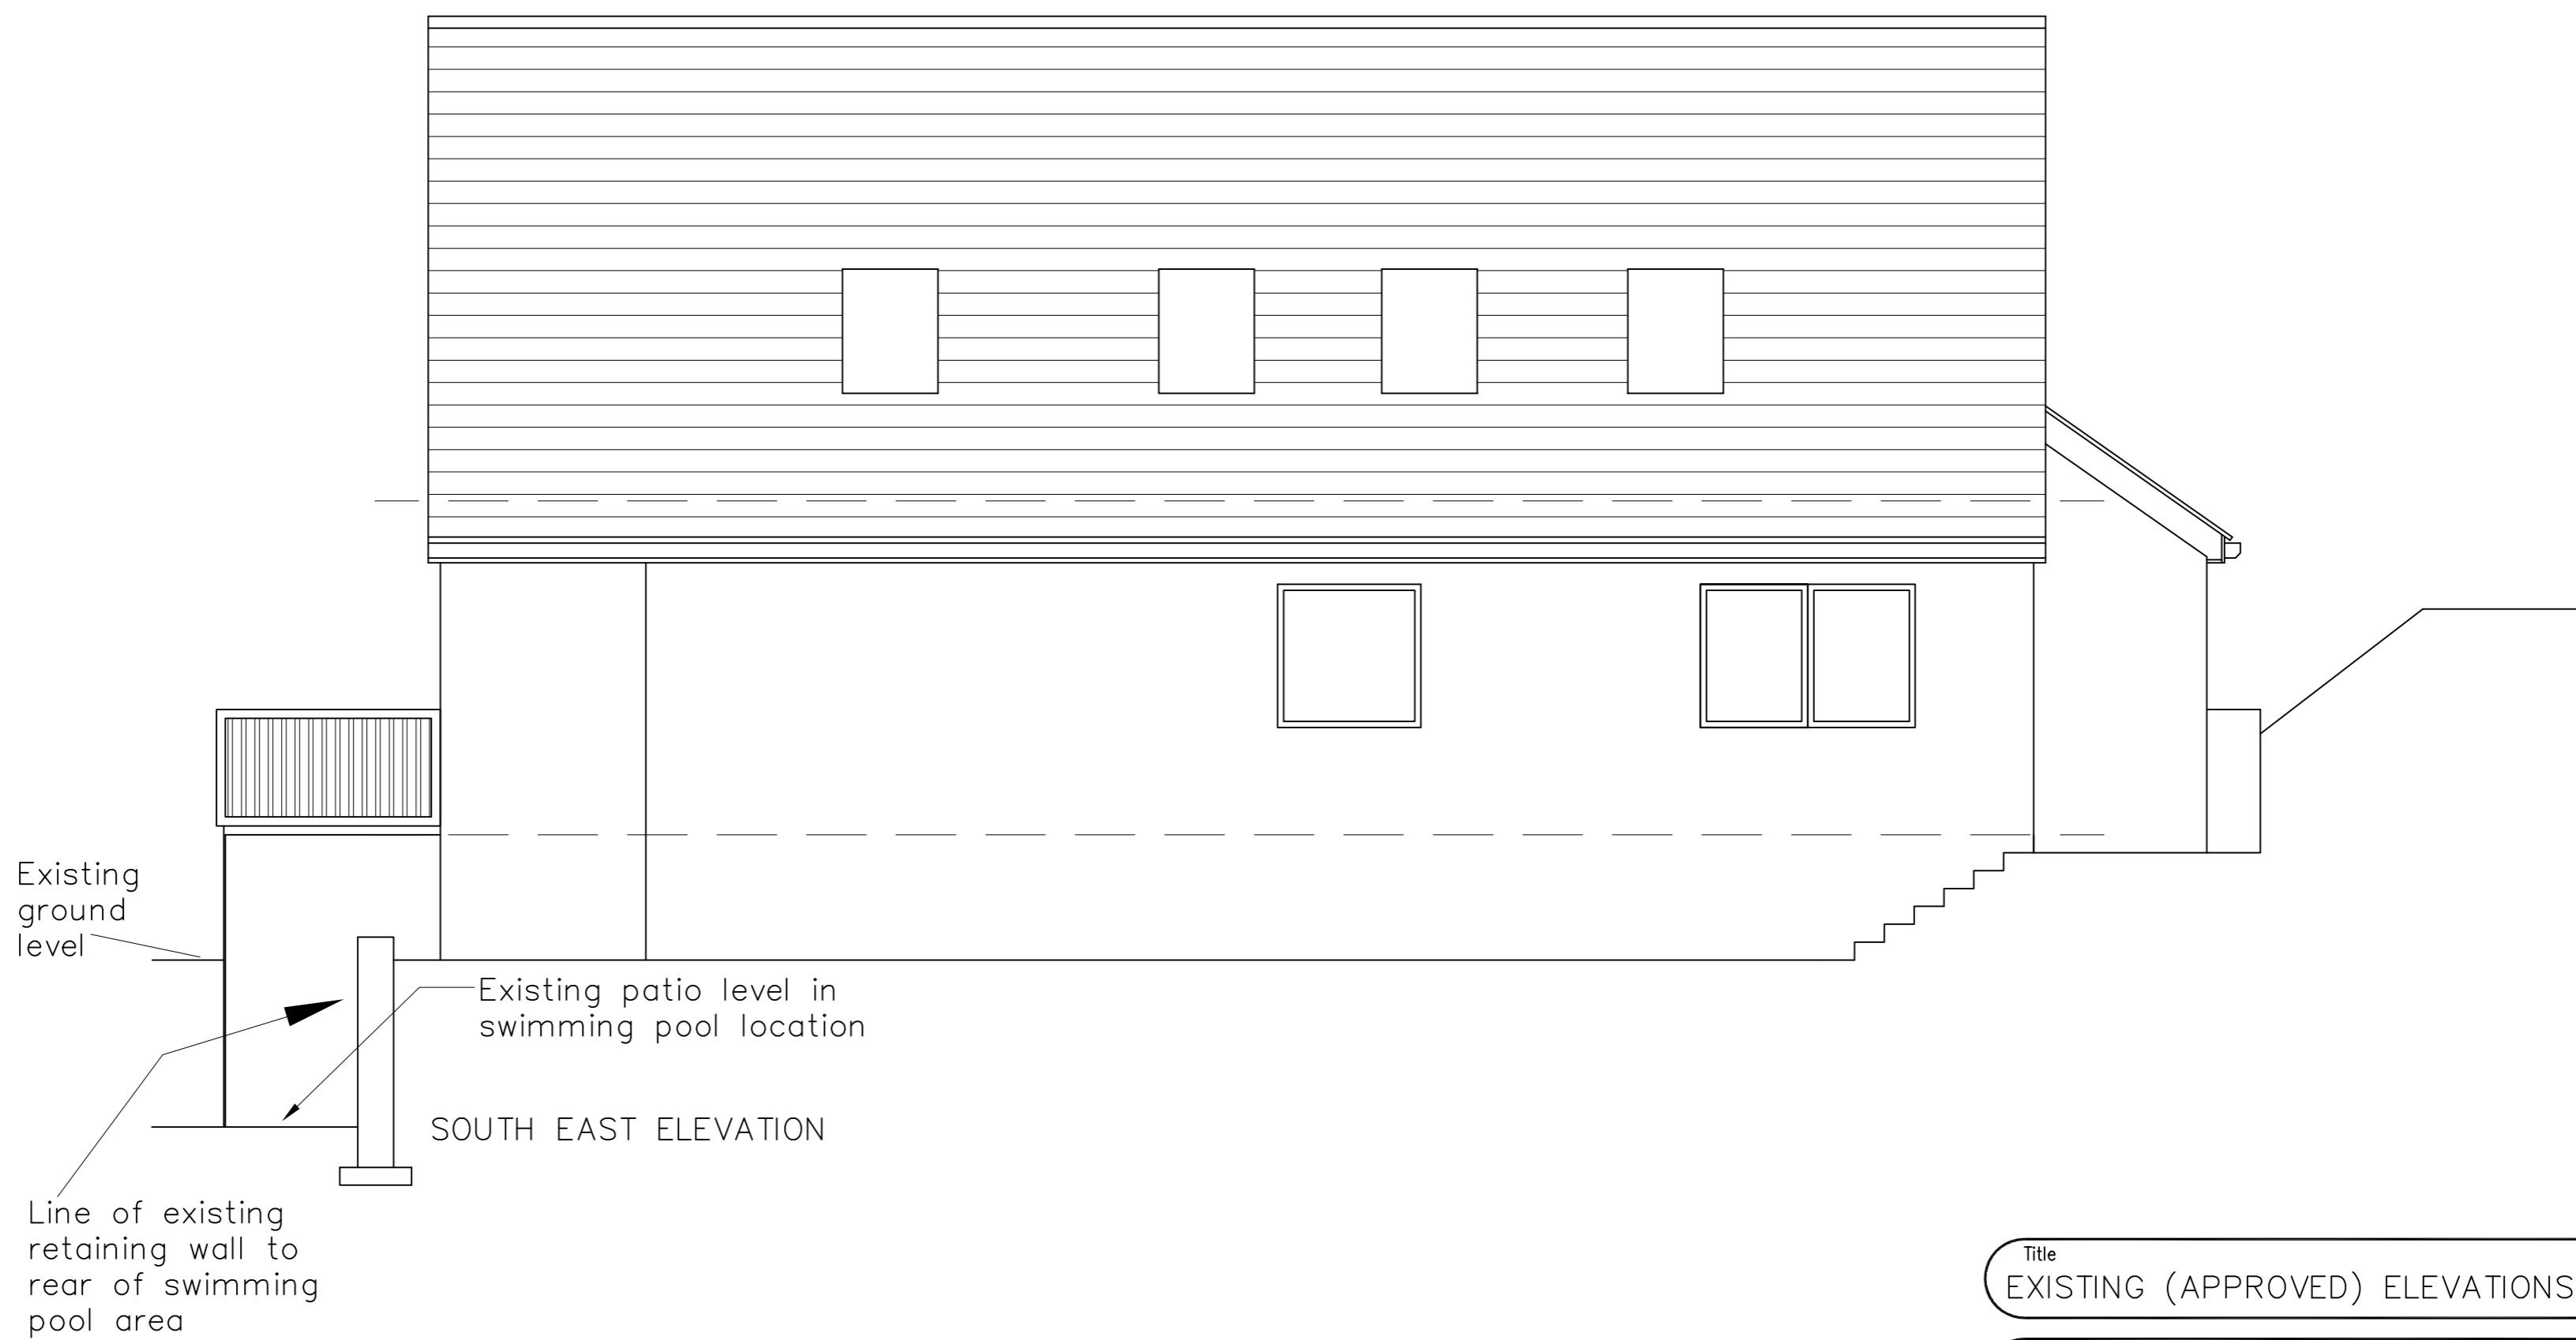 Existing
ground
level
Existing patio level in
swimming pool location
SOUTH EAST ELEVATION
Line of existing
retaining wall to
rear of swimming
pool area
Title
EXISTING (APPROVED) ELEVATIONS